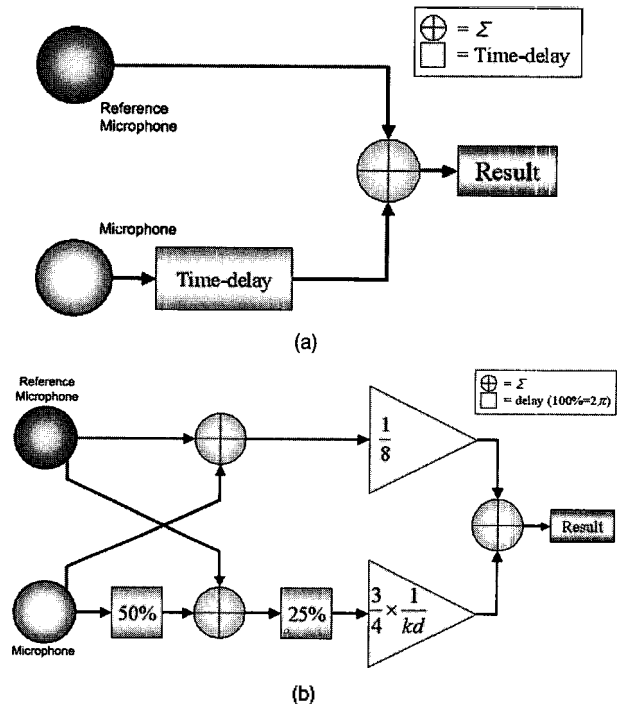 = Σ
= Time-delay
Reference
Microphone
Result
Microphone
Time-delay
(a)
Reference
Microphone
= Σ
= delay (100%=2π)
1
8
Result
50%
25%
3
4
×
1
kd
Microphone
(b)